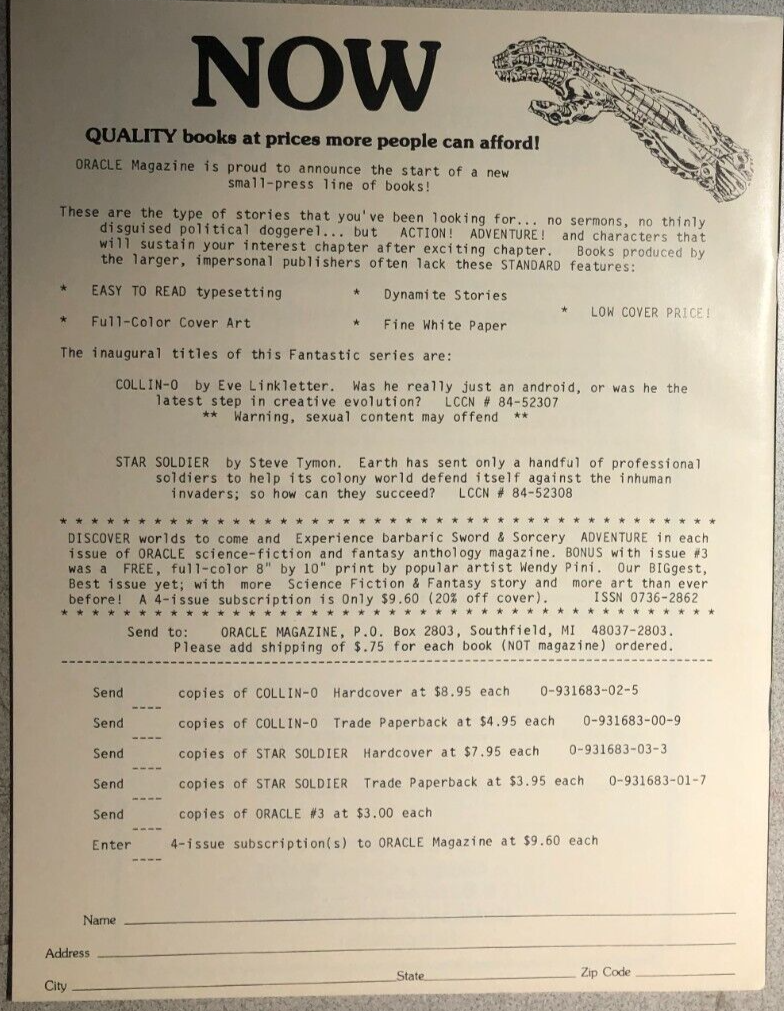 NOW
QUALITY books at prices more people can afford!
ORACLE Magazine is proud to announce the start of a new
small-press line of books!
These are the type of stories that you've been looking for... no sermons, no thinly
disguised political doggerel... but ACTION! ADVENTURE! and characters that
will sustain your interest chapter after exciting chapter. Books produced by
the larger, impersonal publishers often lack these STANDARD features:
* EASY TO READ typesetting * Dynamite Stories
* LOW COVER PRICE!
* Full-Color Cover Art * Fine White Paper
The inaugural titles of this Fantastic series are:
COLLIN-O by Eve Linkletter. Was he really just an android, or was he the
latest step in creative evolution? LCCN # 84-52307
** Warning, sexual content may offend **
STAR SOLDIER by Steve Tymon. Earth has sent only a handful of professional
soldiers to help its colony world defend itself against the inhuman
invaders; so how can they succeed? LCCN # 84-52308
* * * * * * * * * * * * * * * * * * * * * * * * * * * * * * * * * *
DISCOVER worlds to come and Experience barbaric Sword & Sorcery ADVENTURE in each
issue of ORACLE science-fiction and fantasy anthology magazine. BONUS with issue #3
was a FREE, full-color 8" by 10" print by popular artist Wendy Pini. Our BIGgest,
Best issue yet; with more Science Fiction & Fantasy story and more art than ever
before! A 4-issue subscription is Only $9.60 (20% off cover). ISSN 0736-2862
* * * * * * * * * * * * * * * * * * * * * * * * * * * * * * * * * *
Send to: ORACLE MAGAZINE, P.O. Box 2803, Southfield, MI 48037-2803.
Please add shipping of $.75 for each book (NOT magazine) ordered.
Send ____ copies of COLLIN-O Hardcover at $8.95 each 0-931683-02-5
Send ____ copies of COLLIN-O Trade Paperback at $4.95 each 0-931683-00-9
Send ____ copies of STAR SOLDIER Hardcover at $7.95 each 0-931683-03-3
Send ____ copies of STAR SOLDIER Trade Paperback at $3.95 each 0-931683-01-7
Send ____ copies of ORACLE #3 at $3.00 each
Enter ____ 4-issue subscription(s) to ORACLE Magazine at $9.60 each
Name
Address
City State Zip Code